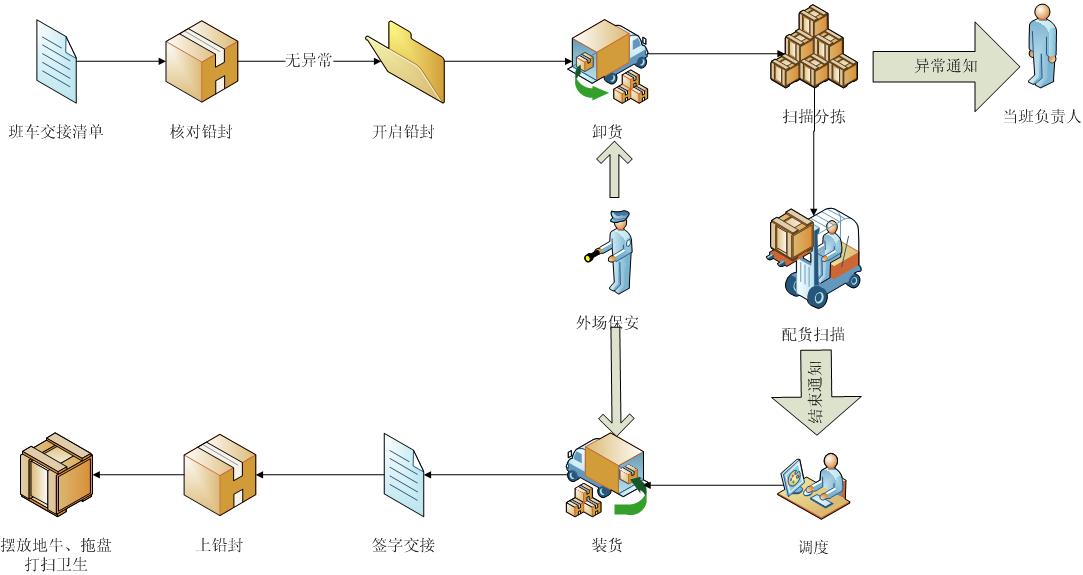 无异常
异常通知
班车交接清单
核对铅封
开启铅封
卸货
扫描分拣
当班负责人
外场保安
配货扫描
结束通知
摆放地牛、拖盘
打扫卫生
上铅封
签字交接
装货
调度